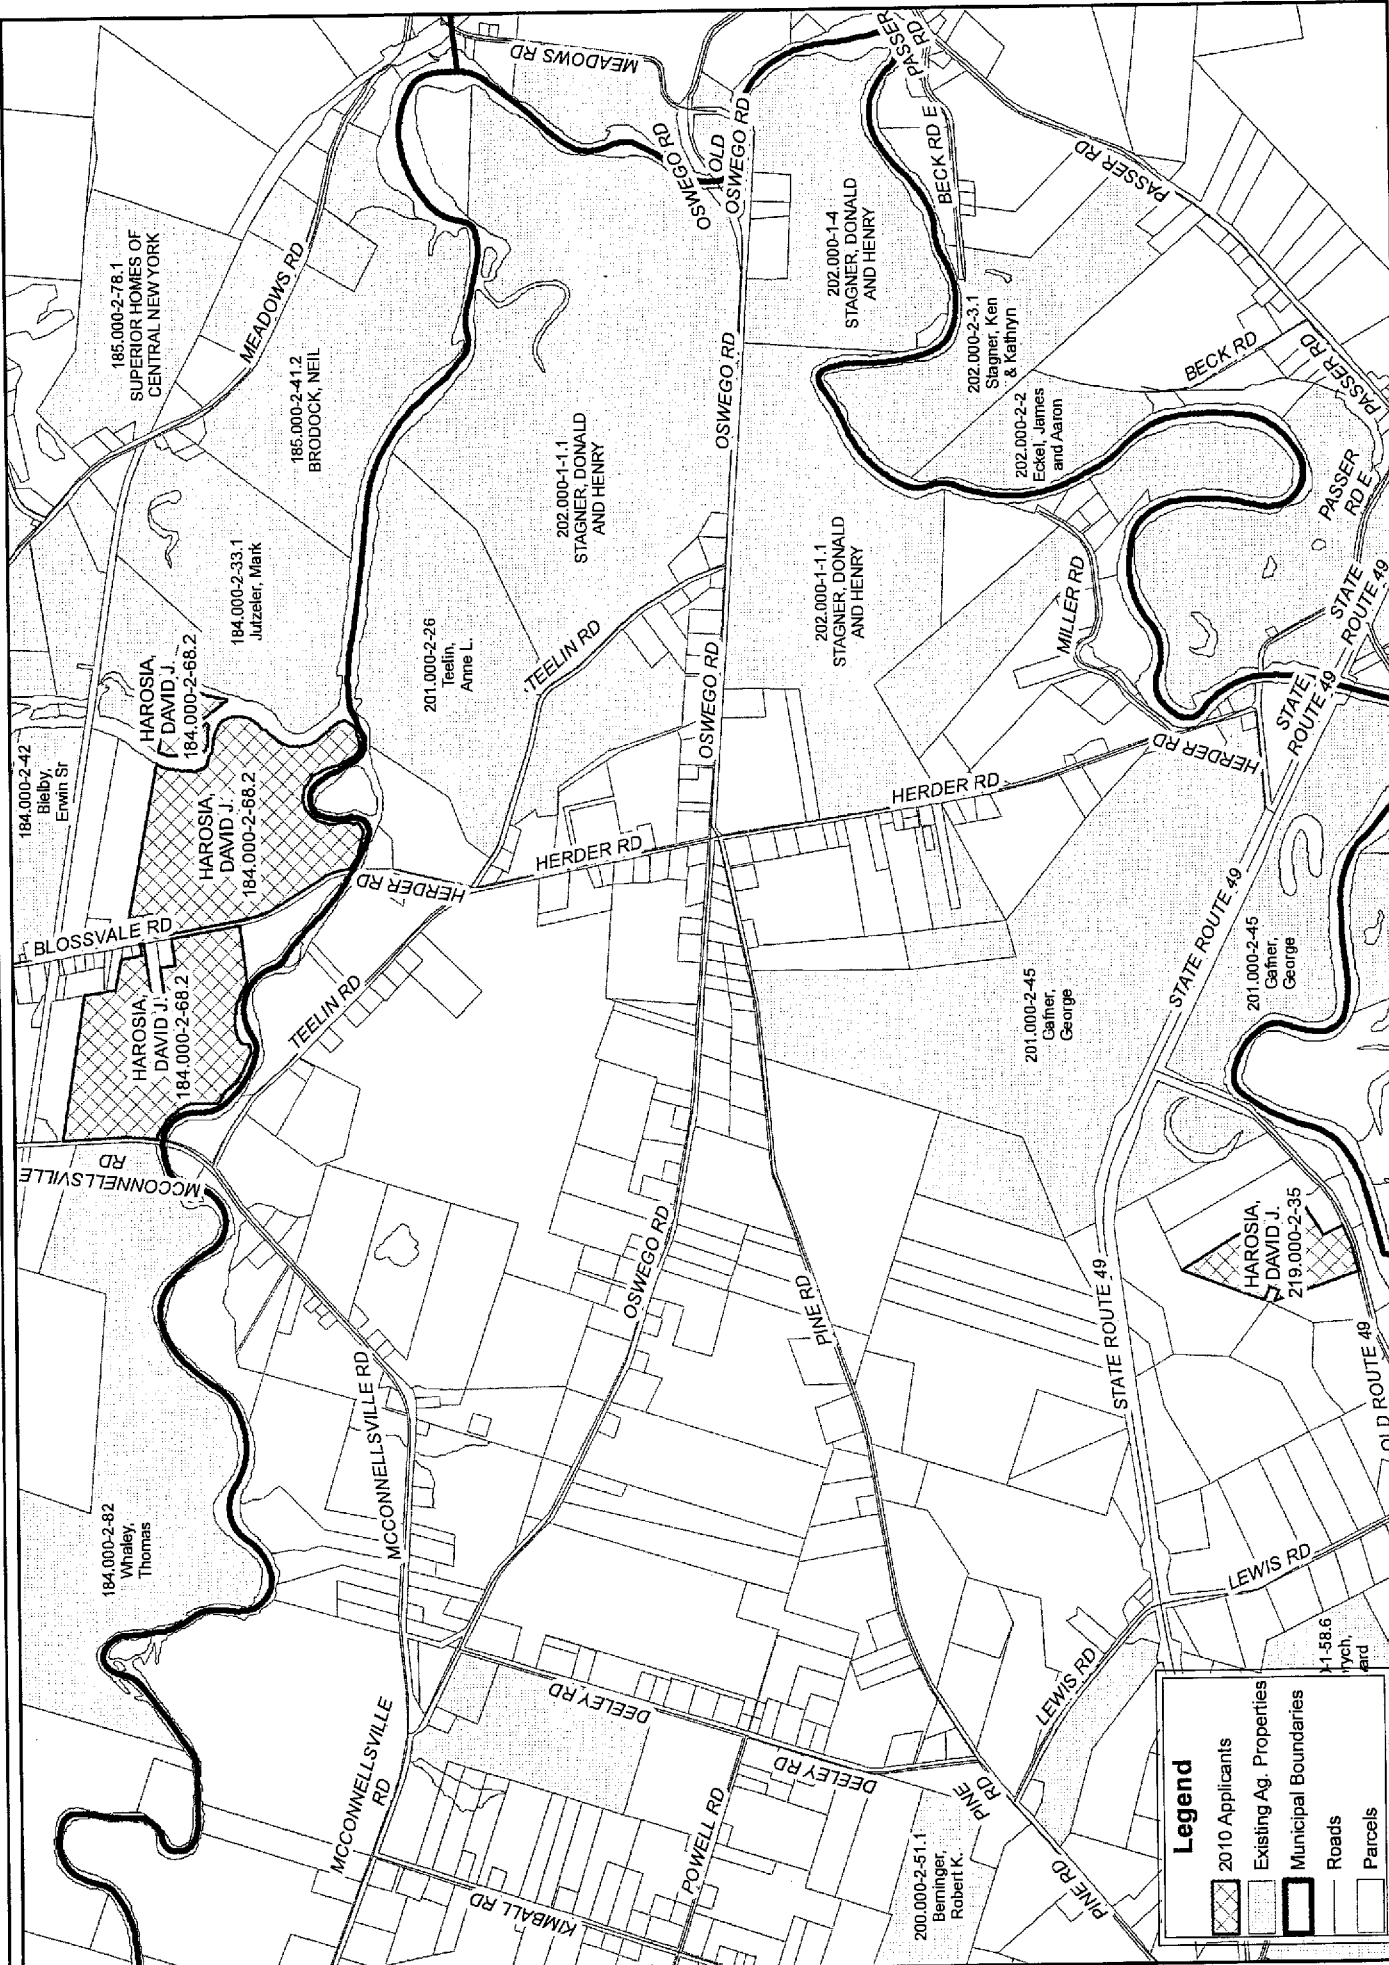 MEADOWS RD
PASSER
RD
PASSER
OSWEGO RD
OLD
OSWEGO RD
BECK RD E
PASSER RD
185.000-2-78.1
SUPERIOR HOMES OF
CENTRAL NEW YORK
MEADOWS RD
185.000-2-41.2
BRODOCK, NEIL
202.000-1-4
STAGNER, DONALD
AND HENRY
202.000-2-3.1
Stagner, Ken
& Kathryn
OSWEGO RD
BECK RD
PASSER RD
202.000-2-2
Eckel, James
and Aaron
202.000-1-1.1
STAGNER, DONALD
AND HENRY
PASSER
RD E
184.000-2-33.1
Jutzeler, Mark
202.000-1-1.1
STAGNER, DONALD
AND HENRY
MILLER RD
STATE
ROUTE 49
201.000-2-26
Teelin,
Anne L.
TEELIN RD
OSWEGO RD
HAROSIA,
DAVID J.
184.000-2-68.2
STATE
ROUTE 49
HERDER RD
184.000-2-42
Bielby,
Erwin Sr
HAROSIA,
DAVID J.
184.000-2-68.2
HERDER RD
HERDER RD
HERDER RD
BLOSSVALE RD
STATE ROUTE 49
HAROSIA,
DAVID J.
184.000-2-68.2
TEELIN RD
201.000-2-45
Gafner,
George
201.000-2-45
Gafner,
George
MCCONNELLSVILLE
RD
OSWEGO RD
PINE RD
HAROSIA,
DAVID J.
219.000-2-35
STATE ROUTE 49
OLD ROUTE 49
MCCONNELLSVILLE RD
184.000-2-82
Whaley,
Thomas
LEWIS RD
MCCONNELLSVILLE
RD
DEELEY RD
DEELEY RD
LEWIS RD
1-58.6
ych,
ard
PINE
RD
POWELL RD
KIMBALL RD
200.000-2-51.1
Berninger,
Robert K.
PINE RD
Legend
2010 Applicants
Existing Ag. Properties
Municipal Boundaries
Roads
Parcels